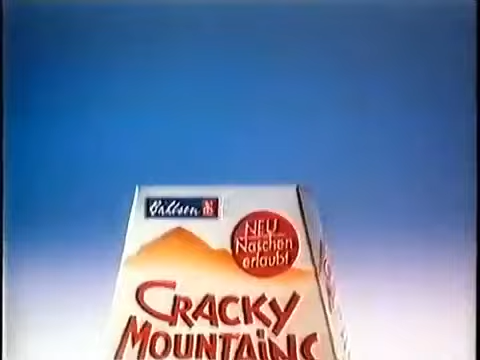 Bahlsen
NEU
Naschen
erlaubt
CRACKY
MOUNTAINS